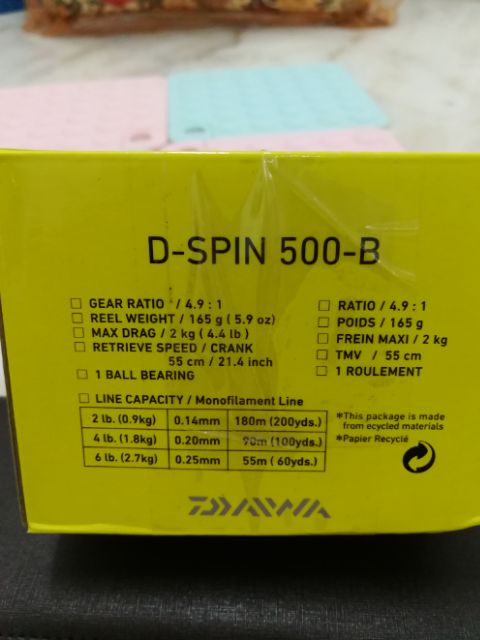 D-SPIN 500-B
GEAR RATIO / 4.9 : 1
REEL WEIGHT / 165 g ( 5.9 oz)
MAX DRAG / 2 kg ( 4.4 lb )
RETRIEVE SPEED / CRANK
55 cm / 21.4 inch
1 BALL BEARING
RATIO / 4.9 : 1
POIDS / 165 g
FREIN MAXI / 2 kg
TMV / 55 cm
1 ROULEMENT
LINE CAPACITY / Monofilament Line
2 lb. (0.9kg) 0.14mm 180m (200yds.)
4 lb. (1.8kg) 0.20mm 90m (100yds.)
6 lb. (2.7kg) 0.25mm 55m ( 60yds.)
*This package is made
from ecycled materials
*Papier Recyclé
DAIWA